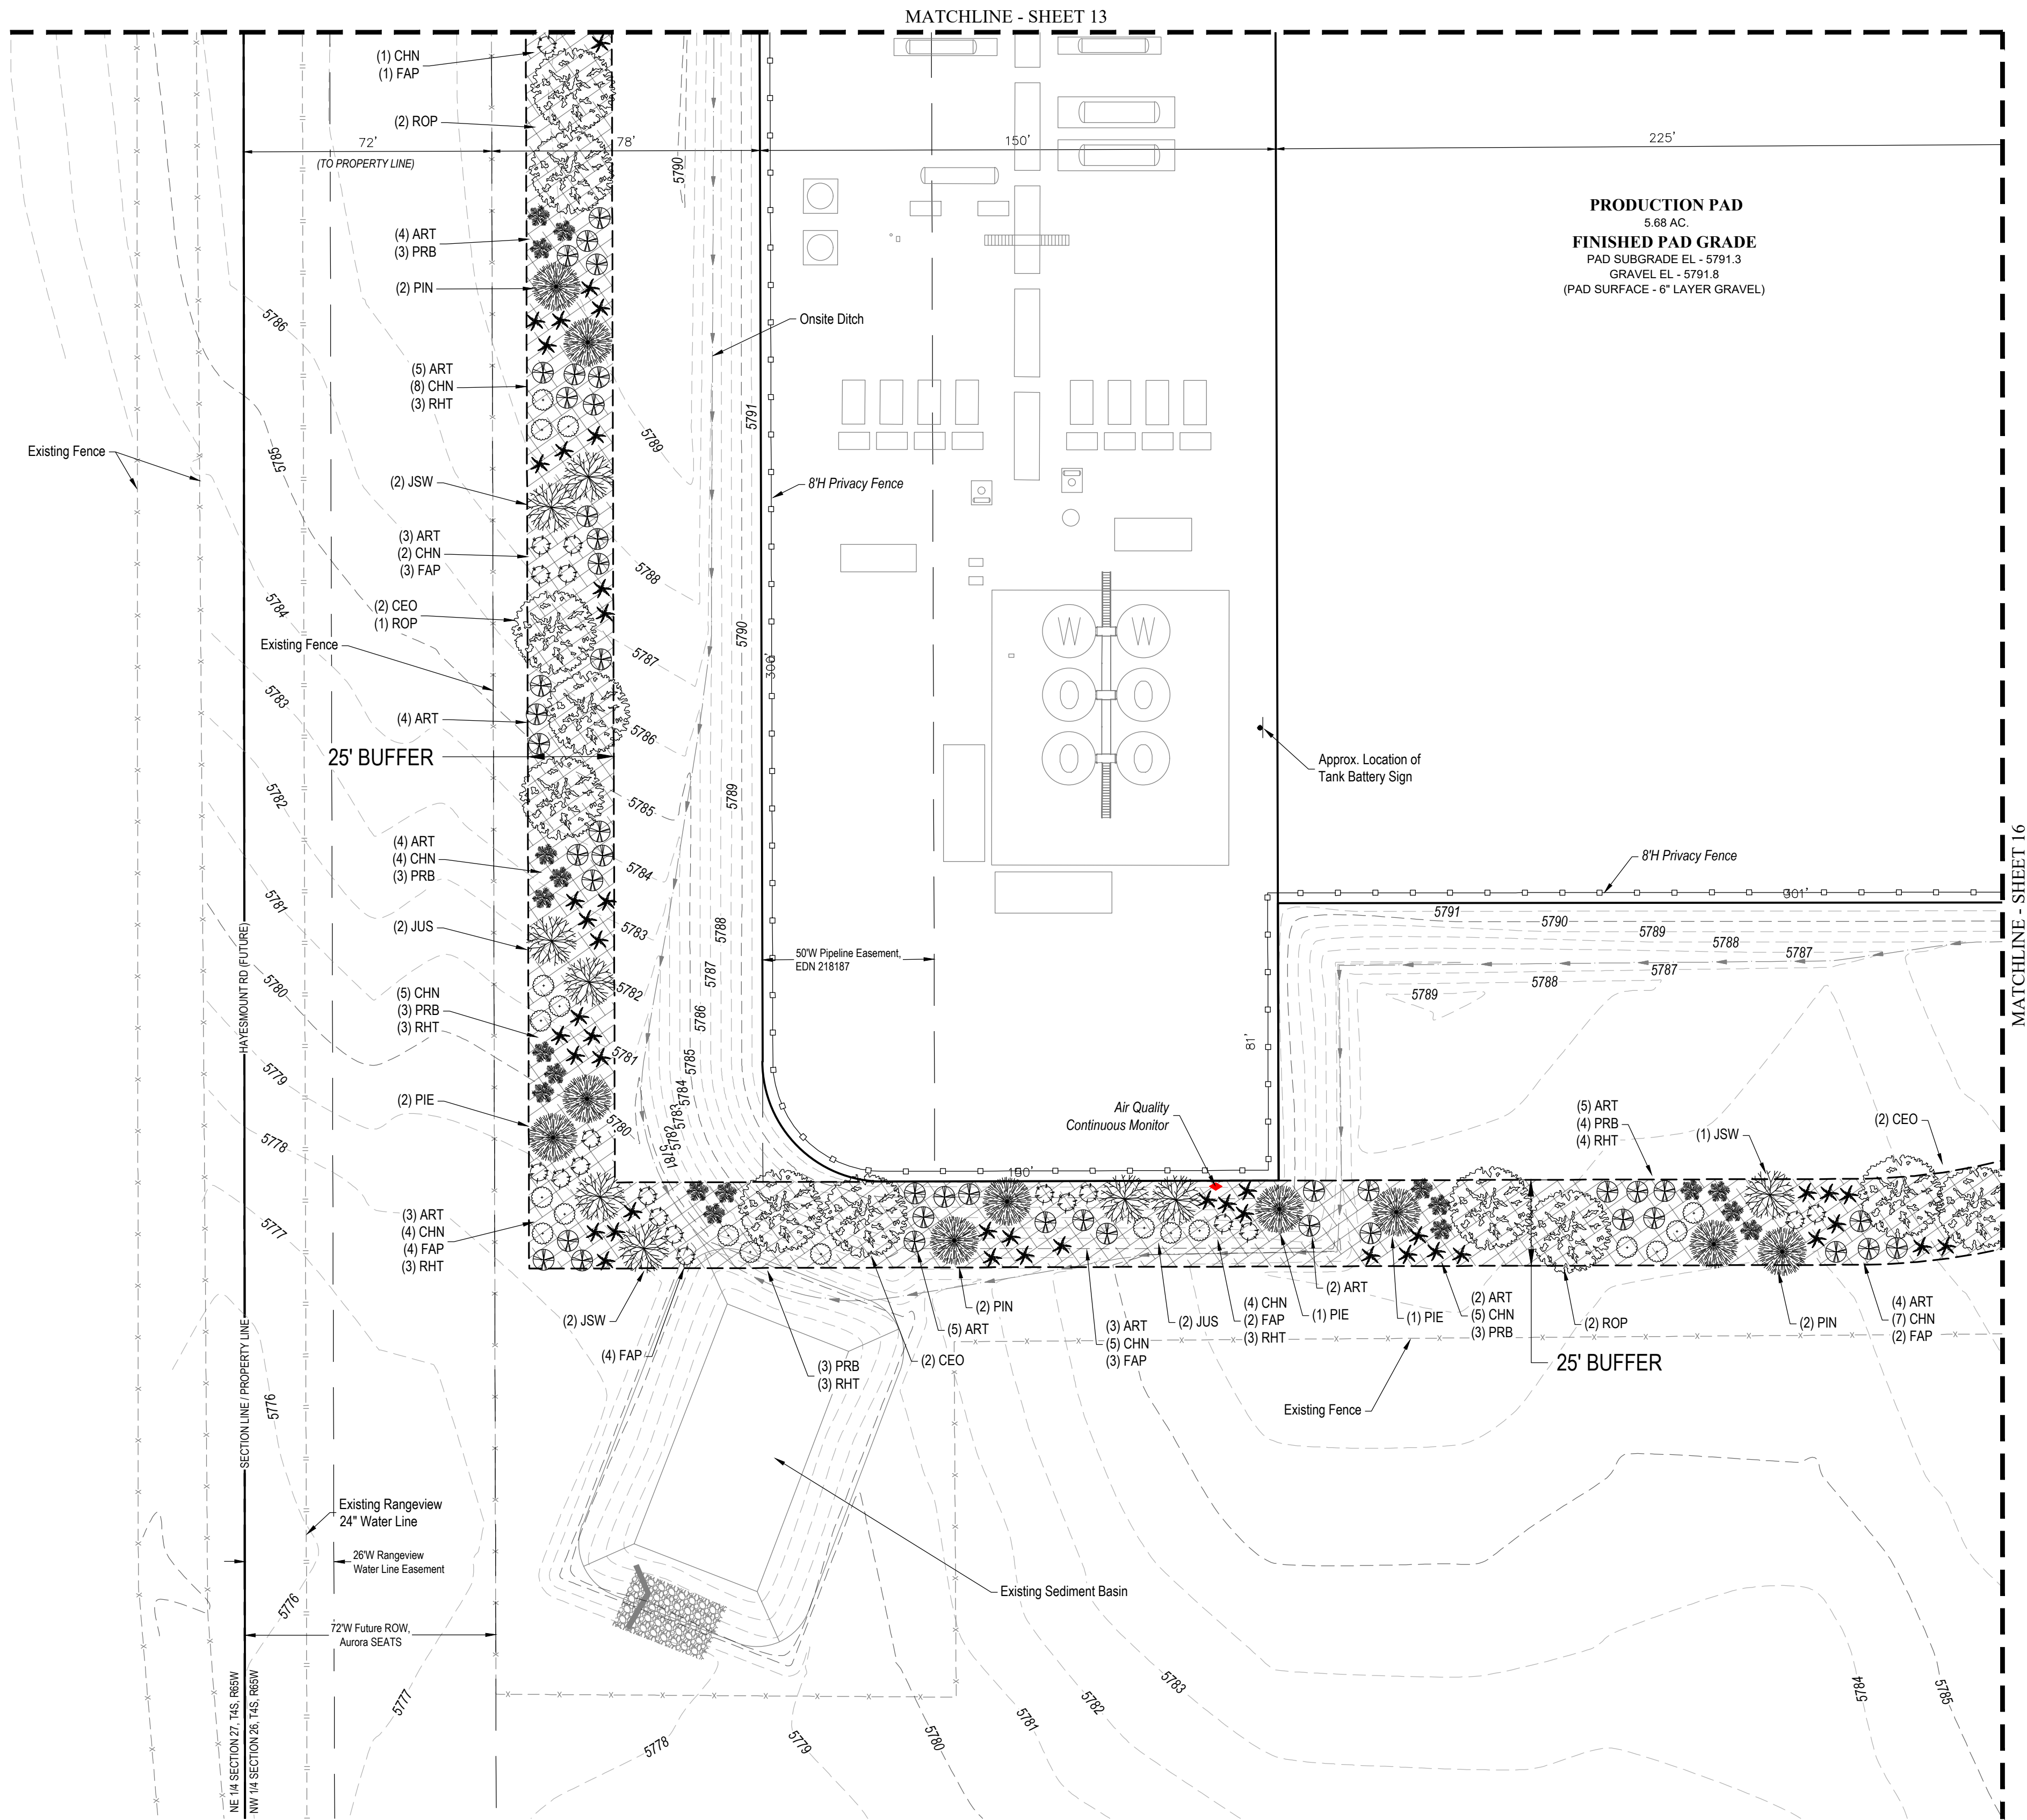 MATCHLINE - SHEET 13
(1) CHN
(1) FAP
(2) ROP
72'
(TO PROPERTY LINE)
78'
150'
225'
5790
PRODUCTION PAD
5.68 AC.
FINISHED PAD GRADE
PAD SUBGRADE EL - 5791.3
GRAVEL EL - 5791.8
(PAD SURFACE - 6" LAYER GRAVEL)
(4) ART
(3) PRB
(2) PIN
Onsite Ditch
5786
(5) ART
(8) CHN
(3) RHT
5791
5789
5785
Existing Fence
8'H Privacy Fence
(2) JSW
(3) ART
(2) CHN
(3) FAP
5788
5784
(2) CEO
(1) ROP
Existing Fence
5790
5787
300'
W
W
O
O
O
O
5783
(4) ART
5786
25' BUFFER
Approx. Location of
Tank Battery Sign
5782
5785
5789
(4) ART
(4) CHN
(3) PRB
5784
MATCHLINE - SHEET 16
8'H Privacy Fence
301'
5781
(2) JUS
5783
5788
5791
5790
5789
5788
5787
5787
5788
5789
HAYESMOUNT RD (FUTURE)
50'W Pipeline Easement,
EDN 218187
5787
5780
5782
(5) CHN
(3) PRB
(3) RHT
5786
5781
5785
81'
5779
5784
(2) PIE
5780
5783
5782
5781
5778
Air Quality
Continuous Monitor
(5) ART
(4) PRB
(4) RHT
(1) JSW
(2) CEO
150'
5777
(3) ART
(4) CHN
(4) FAP
(3) RHT
(2) JSW
(4) FAP
(3) PRB
(3) RHT
(2) CEO
(5) ART
(2) PIN
(3) ART
(5) CHN
(3) FAP
(2) JUS
(4) CHN
(2) FAP
(3) RHT
(1) PIE
(2) ART
(1) PIE
(2) ART
(5) CHN
(3) PRB
(2) ROP
(2) PIN
(4) ART
(7) CHN
(2) FAP
25' BUFFER
Existing Fence
SECTION LINE / PROPERTY LINE
5776
Existing Rangeview
24" Water Line
26'W Rangeview
Water Line Easement
5776
Existing Sediment Basin
72'W Future ROW,
Aurora SEATS
NE 1/4 SECTION 27, T4S, R65W
NW 1/4 SECTION 26, T4S, R65W
5777
5778
5779
5780
5781
5782
5783
5784
5785